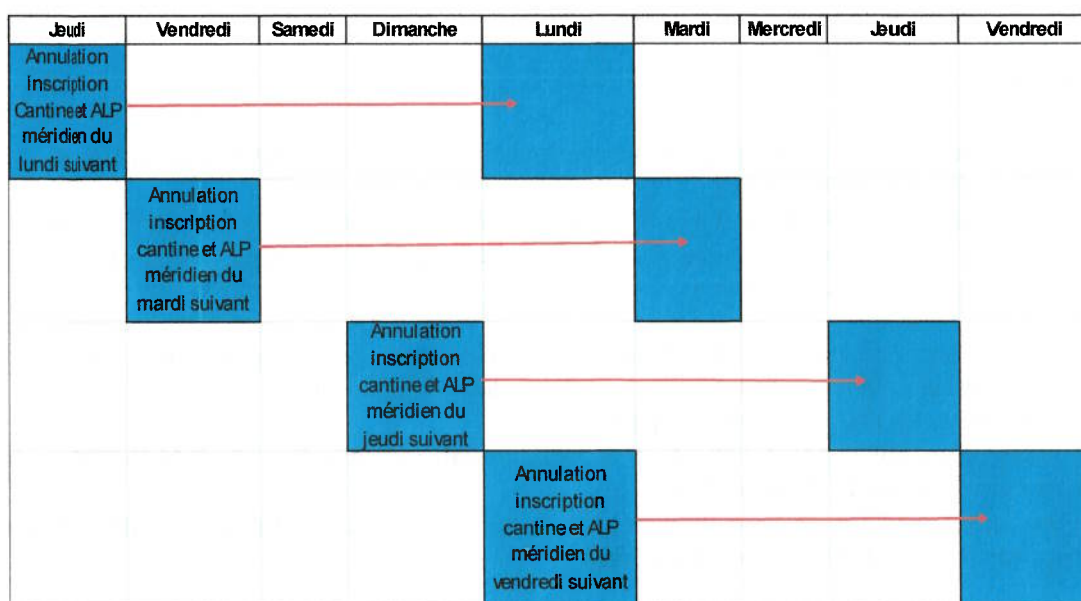 Jeudi Vendredi Samedi Dimanche Lundi Mardi Mercredi Jeudi Vendredi
Annulation
inscription
Cantine et ALP
méridien du
lundi suivant
Annulation
inscription
cantine et ALP
méridien du
mardi suivant
Annulation
inscription
cantine et ALP
méridien du
jeudi suivant
Annulation
inscription
cantine et ALP
méridien du
vendredi suivant